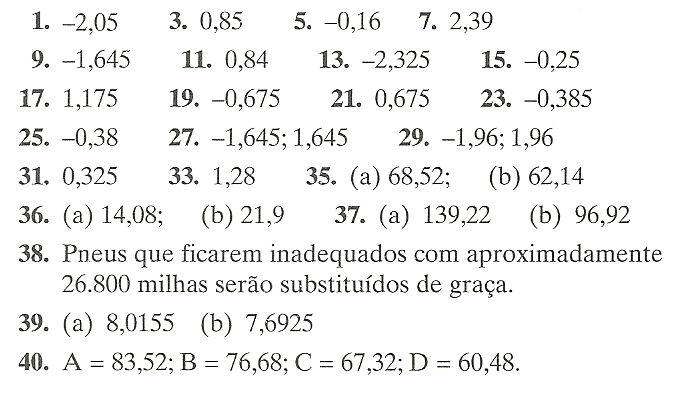 1. –2,05 3. 0,85 5. –0,16 7. 2,39
9. –1,645 11. 0,84 13. –2,325 15. –0,25
17. 1,175 19. –0,675 21. 0,675 23. –0,385
25. –0,38 27. –1,645; 1,645 29. –1,96; 1,96
31. 0,325 33. 1,28 35. (a) 68,52; (b) 62,14
36. (a) 14,08; (b) 21,9 37. (a) 139,22 (b) 96,92
38. Pneus que ficarem inadequados com aproximadamente
26.800 milhas serão substituídos de graça.
39. (a) 8,0155 (b) 7,6925
40. A = 83,52; B = 76,68; C = 67,32; D = 60,48.